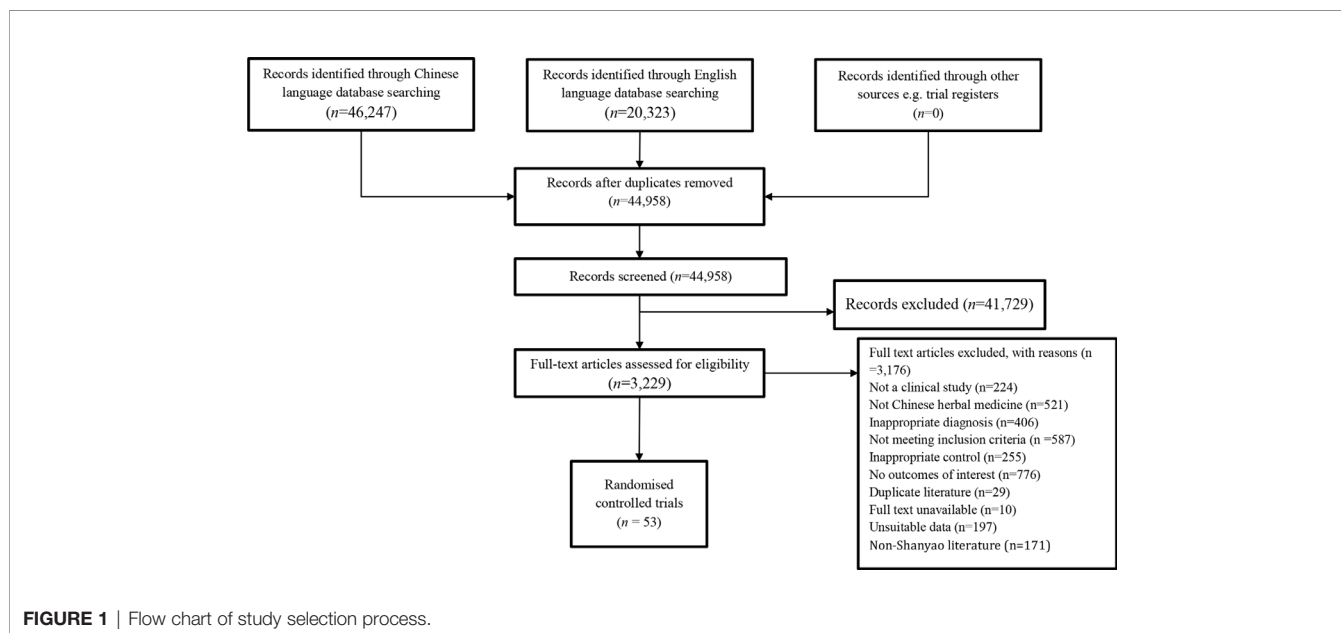 Records identified through Chinese
language database searching
(n=46,247)
Records identified through English
language database searching
(n=20,323)
Records identified through other
sources e.g. trial registers
(n=0)
Records after duplicates removed
(n=44,958)
Records screened (n=44,958)
Records excluded (n=41,729)
Full-text articles assessed for eligibility
(n=3,229)
Full text articles excluded, with reasons (n
=3,176)
Not a clinical study (n=224)
Not Chinese herbal medicine (n=521)
Inappropriate diagnosis (n=406)
Not meeting inclusion criteria (n =587)
Inappropriate control (n=255)
No outcomes of interest (n=776)
Duplicate literature (n=29)
Full text unavailable (n=10)
Unsuitable data (n=197)
Non-Shanyao literature (n=171)
Randomised
controlled trials
(n = 53)
FIGURE 1 | Flow chart of study selection process.